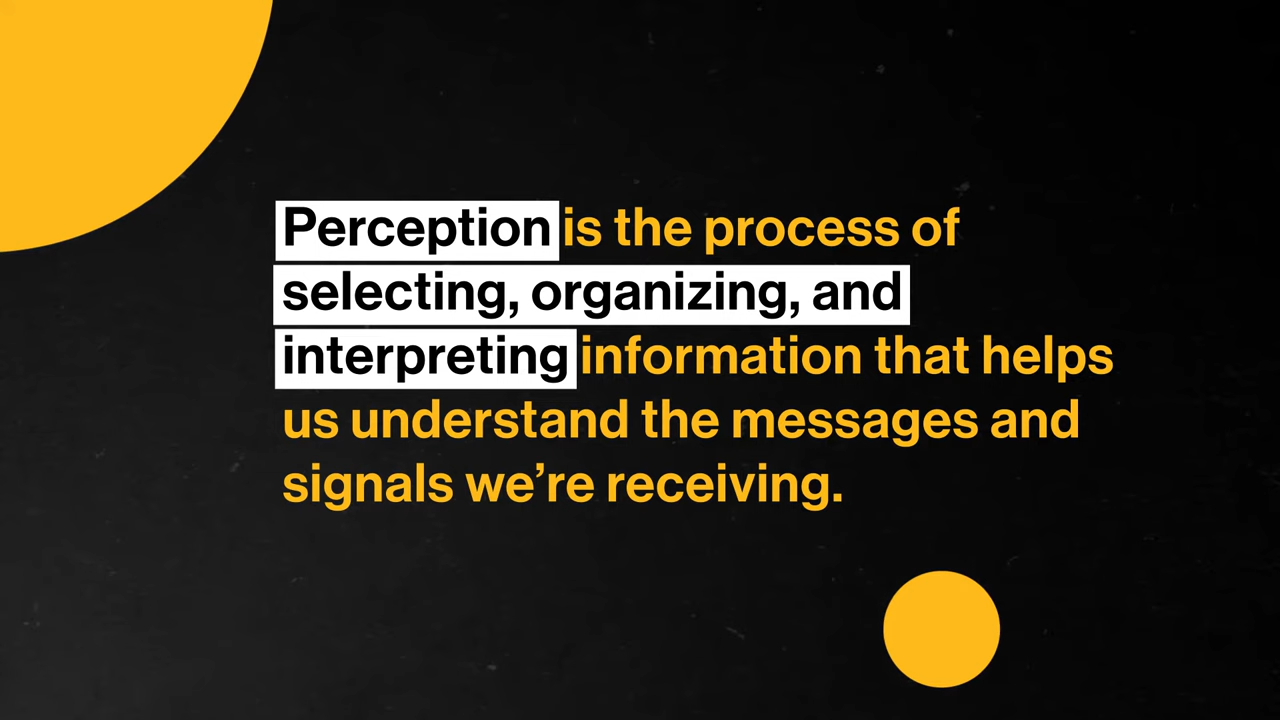 Perception is the process of
selecting, organizing, and
interpreting information that helps
us understand the messages and
signals we’re receiving.